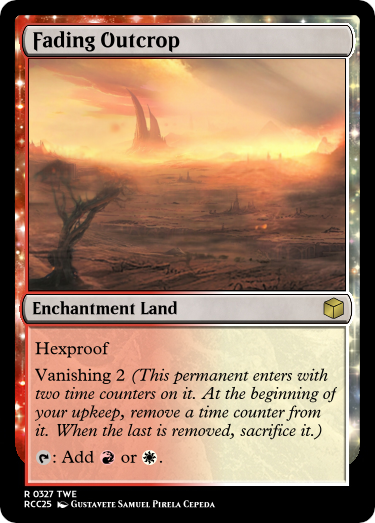 Fading Outcrop
Enchantment Land
Hexproof
Vanishing 2 (This permanent enters with
two time counters on it. At the beginning of
your upkeep, remove a time counter from
it. When the last is removed, sacrifice it.)
: Add or .
R 0327 TWE
RCC25 Gustavete Samuel Pirela Cepeda